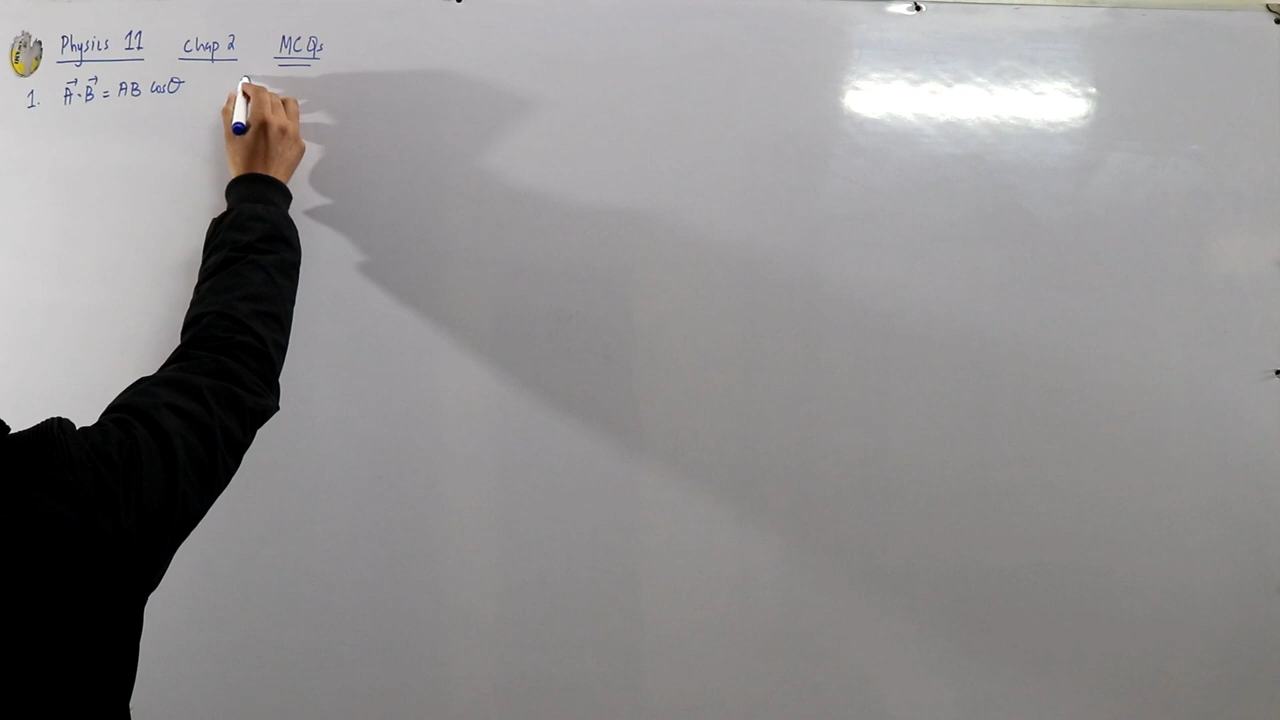 Physics 11 Chap 2 MCQs
1. A⃗·B⃗ = AB cosθ